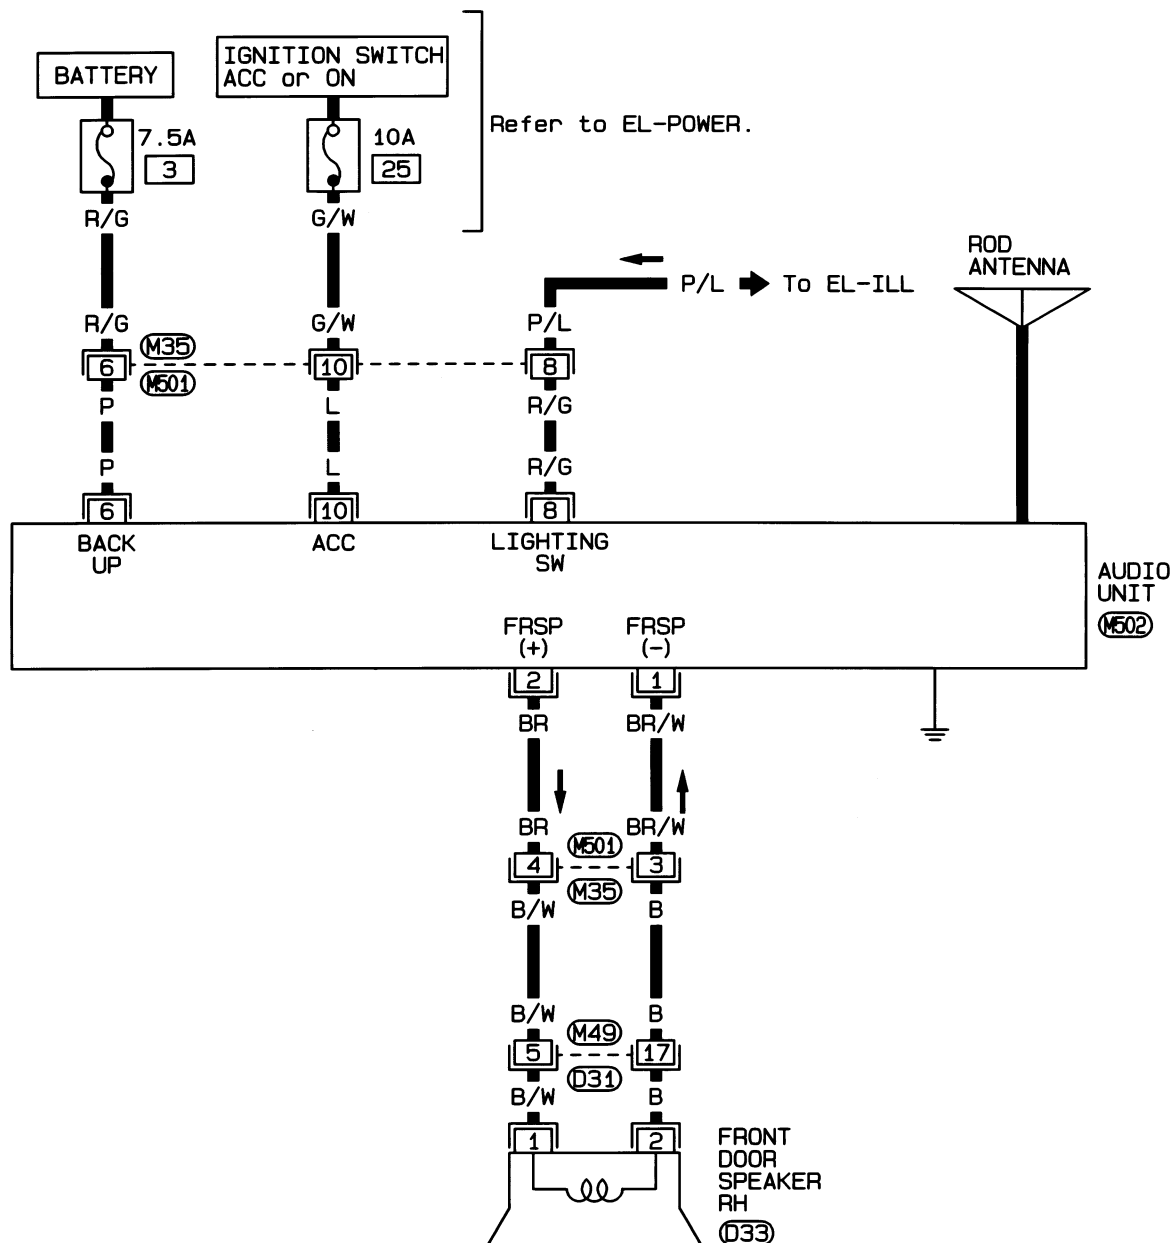 BATTERY
IGNITION SWITCH
ACC or ON
Refer to EL-POWER.
7.5A
3
10A
25
R/G
G/W
ROD
ANTENNA
P/L
To EL-ILL
R/G
G/W
P/L
M35
6
10
8
M501
P
L
R/G
P
L
R/G
6
10
8
BACK
UP
ACC
LIGHTING
SW
AUDIO
UNIT
M502
FRSP
(+)
FRSP
(-)
2
1
BR
BR/W
BR
BR/W
M501
4
3
M35
B/W
B
B/W
B
M49
5
17
D31
B/W
B
1
2
FRONT
DOOR
SPEAKER
RH
D33